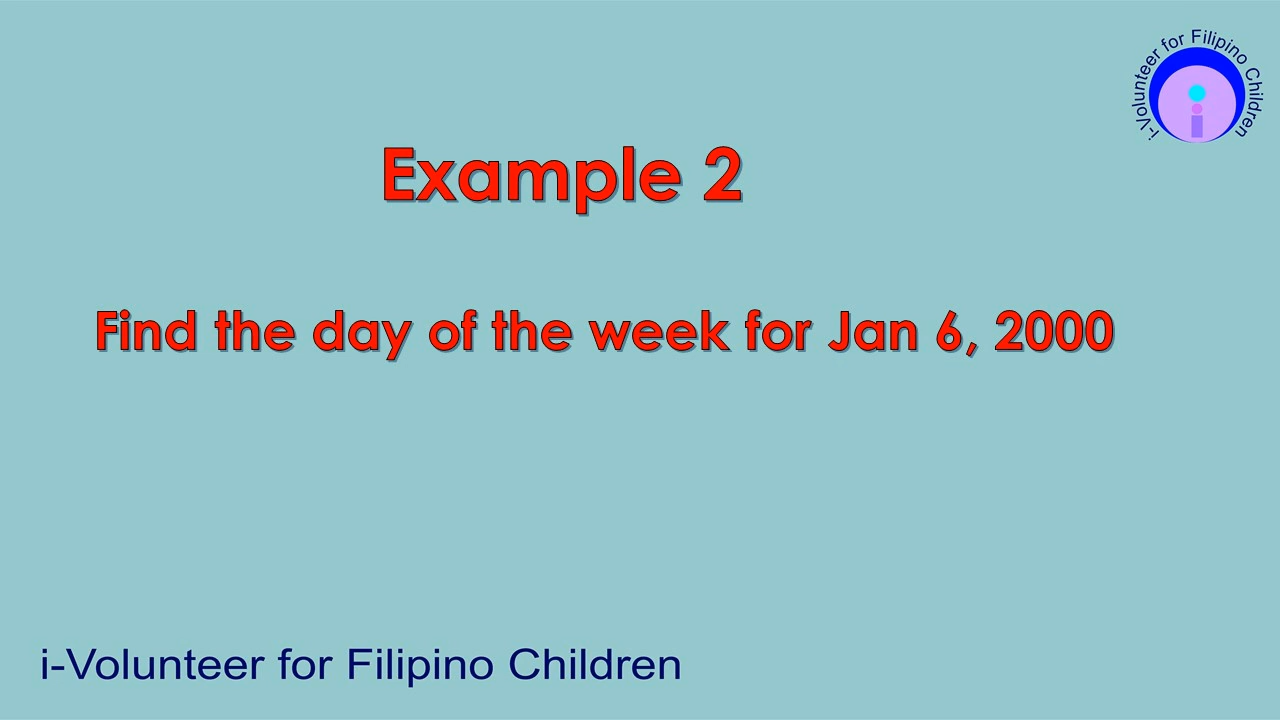 i-Volunteer for Filipino Children
Example 2
Find the day of the week for Jan 6, 2000
i-Volunteer for Filipino Children